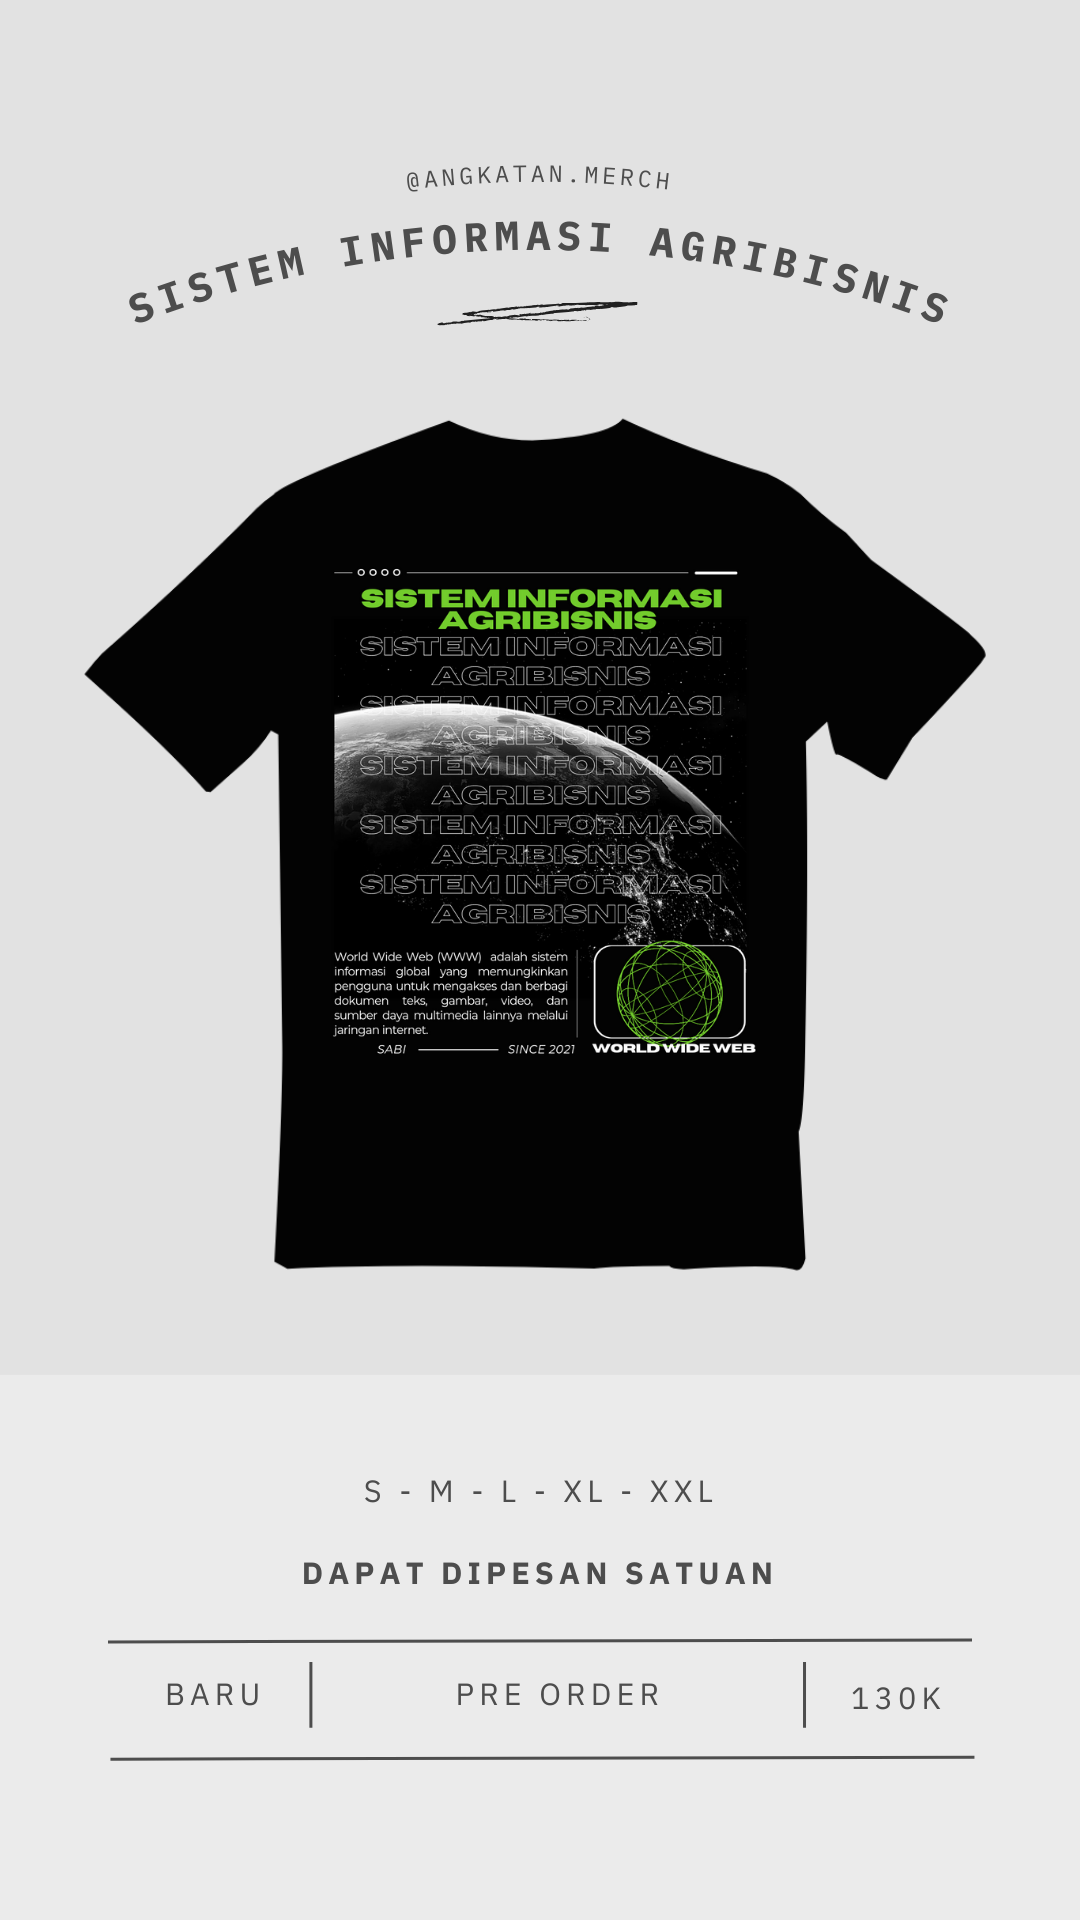 @ANGKATAN.MERCH
SISTEM INFORMASI AGRIBISNIS
SISTEM INFORMASI
AGRIBISNIS
SISTEM INFORMASI
AGRIBISNIS
SISTEM INFORMASI
AGRIBISNIS
SISTEM INFORMASI
AGRIBISNIS
SISTEM INFORMASI
AGRIBISNIS
SISTEM INFORMASI
AGRIBISNIS
World Wide Web (WWW) adalah sistem
informasi global yang memungkinkan
pengguna untuk mengakses dan berbagi
dokumen teks, gambar, video, dan
sumber daya multimedia lainnya melalui
jaringan internet.
SABI SINCE 2021
WORLD WIDE WEB
S - M - L - XL - XXL
DAPAT DIPESAN SATUAN
BARU PRE ORDER 130K